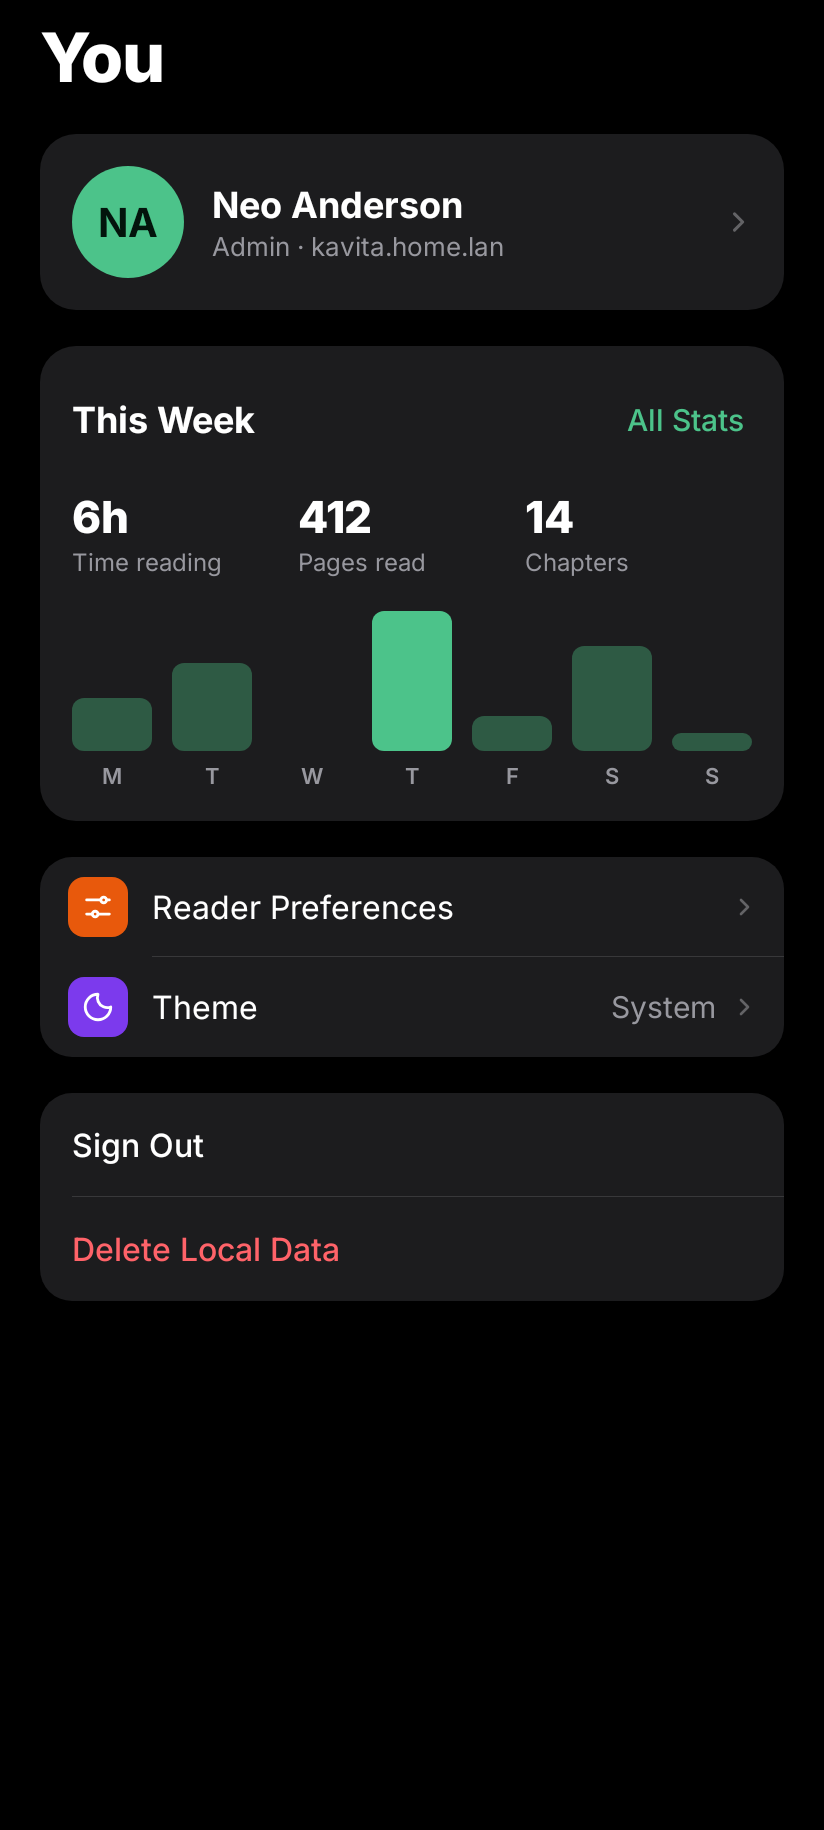 You
NA
Neo Anderson
Admin · kavita.home.lan
This Week
All Stats
6h
412
14
Time reading
Pages read
Chapters
M T W T F S S
Reader Preferences
Theme
System
Sign Out
Delete Local Data